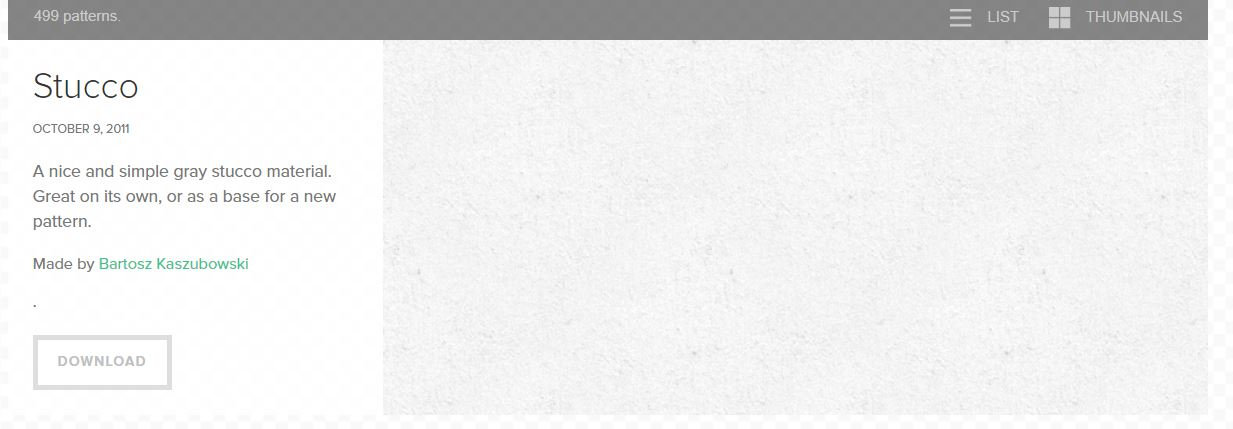 499 patterns.
LIST
THUMBNAILS
Stucco
OCTOBER 9, 2011
A nice and simple gray stucco material.
Great on its own, or as a base for a new
pattern.
Made by Bartosz Kaszubowski
.
DOWNLOAD